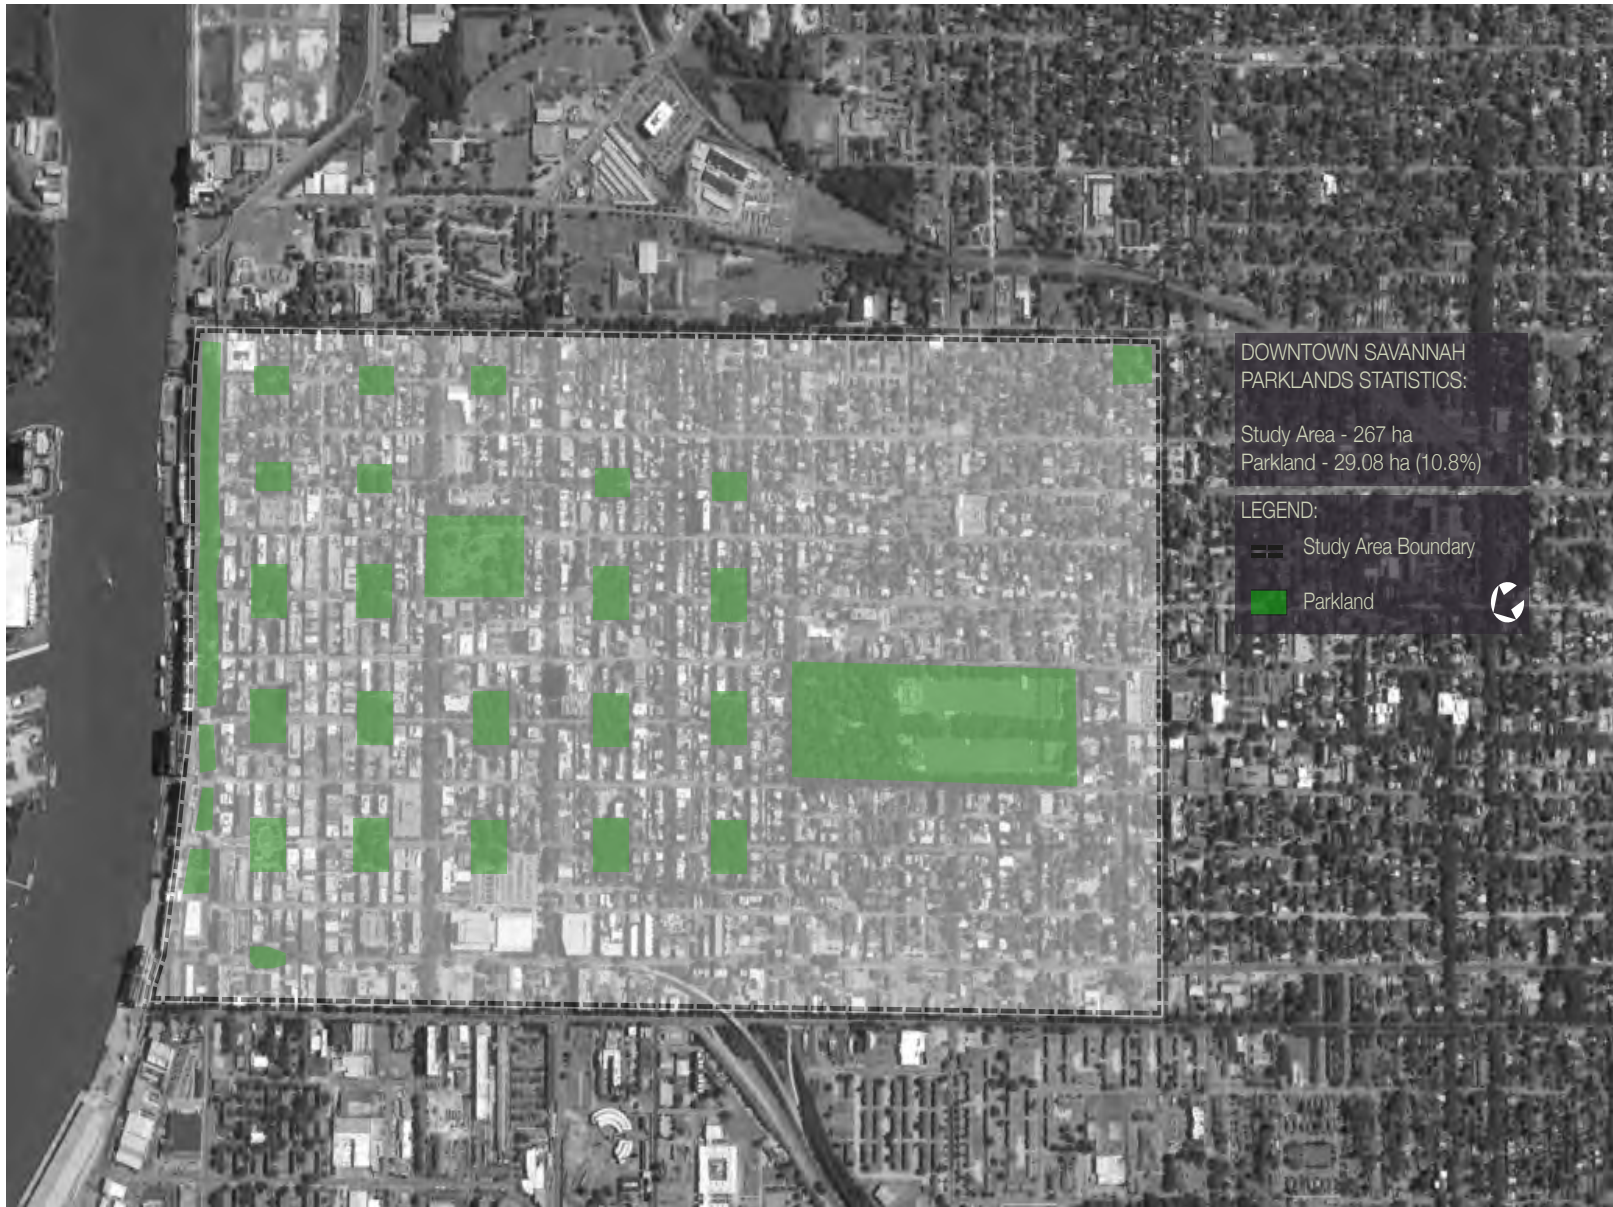 DOWNTOWN SAVANNAH
PARKLANDS STATISTICS:
Study Area - 267 ha
Parkland - 29.08 ha (10.8%)
LEGEND:
Study Area Boundary
Parkland